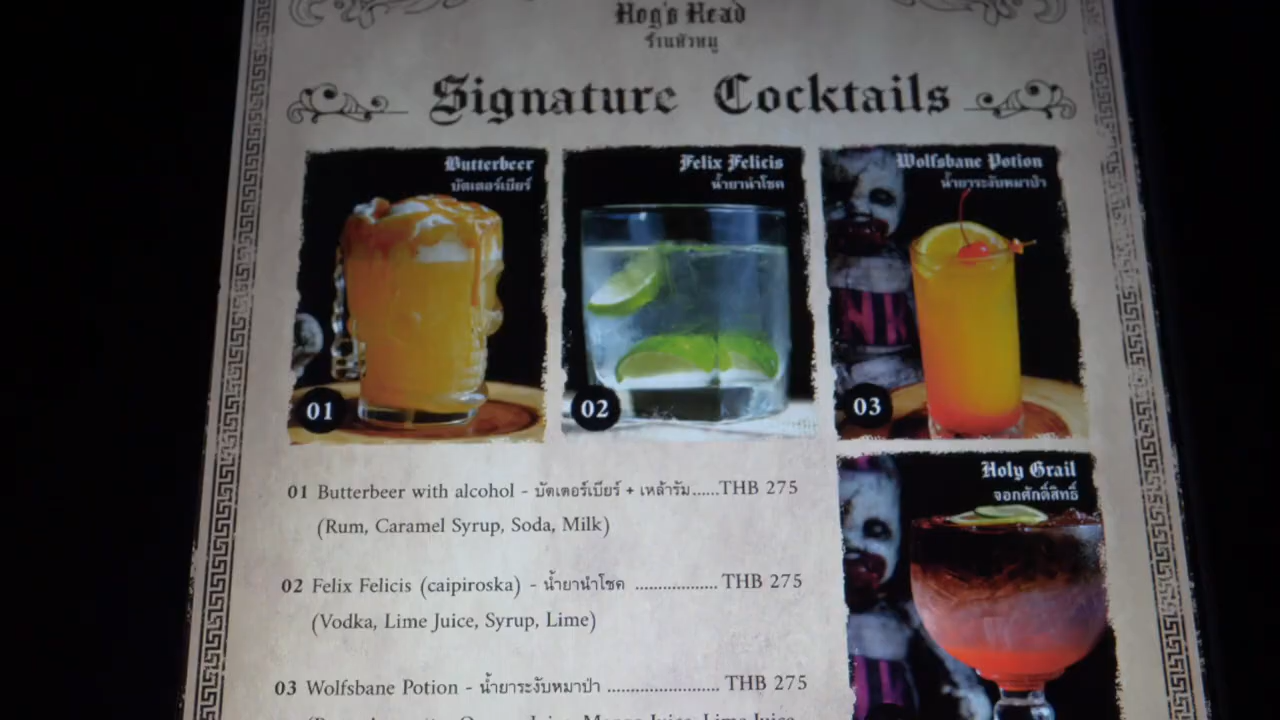 Hog's Head
ร้านหัวหมู
Signature Cocktails
Butterbeer
บัตเตอร์เบียร์
01
Felix Felicis
น้ำยานำโชค
02
Wolfsbane Potion
น้ำยาระงับหมาป่า
03
Holy Grail
จอกศักดิ์สิทธิ์
01 Butterbeer with alcohol - บัตเตอร์เบียร์ + เหล้ารัม......THB 275
(Rum, Caramel Syrup, Soda, Milk)
02 Felix Felicis (caipiroska) - น้ำยานำโชค .................. THB 275
(Vodka, Lime Juice, Syrup, Lime)
03 Wolfsbane Potion - น้ำยาระงับหมาป่า ........................ THB 275
Juice, Mango Juice, Lime Juice